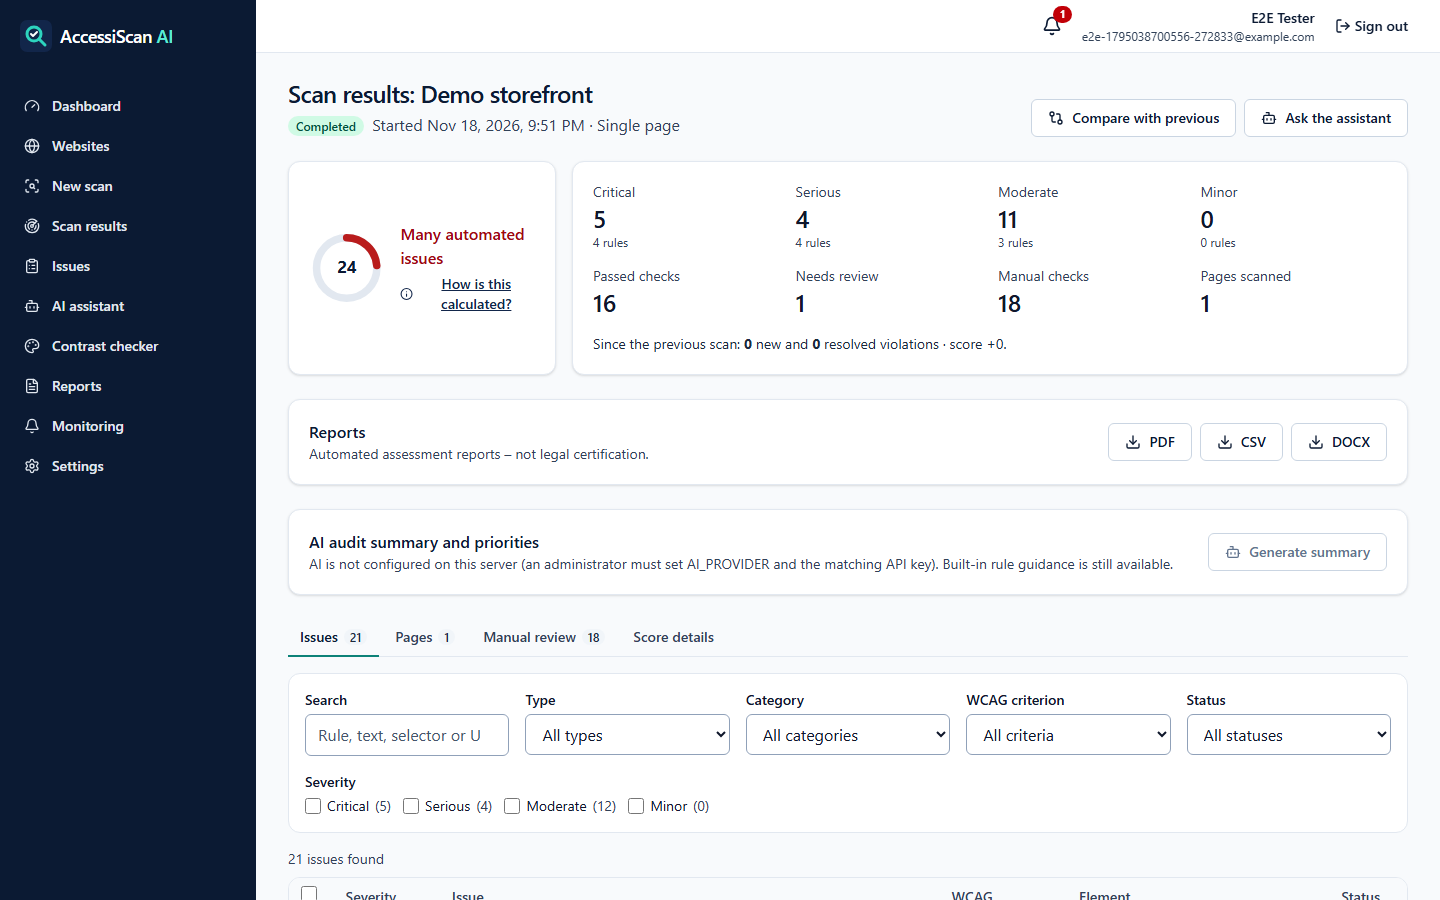 AccessiScan AI
Dashboard
Websites
New scan
Scan results
Issues
AI assistant
Contrast checker
Reports
Monitoring
Settings
1
E2E Tester
e2e-1795038700556-272833@example.com
Sign out
Scan results: Demo storefront
Completed Started Nov 18, 2026, 9:51 PM · Single page
Compare with previous
Ask the assistant
24
Many automated
issues
How is this
calculated?
Critical
5
4 rules
Serious
4
4 rules
Moderate
11
3 rules
Minor
0
0 rules
Passed checks
16
Needs review
1
Manual checks
18
Pages scanned
1
Since the previous scan: 0 new and 0 resolved violations · score +0.
Reports
Automated assessment reports – not legal certification.
PDF
CSV
DOCX
AI audit summary and priorities
AI is not configured on this server (an administrator must set AI_PROVIDER and the matching API key). Built-in rule guidance is still available.
Generate summary
Issues 21
Pages 1
Manual review 18
Score details
Search
Rule, text, selector or U
Type
All types
Category
All categories
WCAG criterion
All criteria
Status
All statuses
Severity
Critical (5)
Serious (4)
Moderate (12)
Minor (0)
21 issues found
Severity
Issue
WCAG
Element
Status